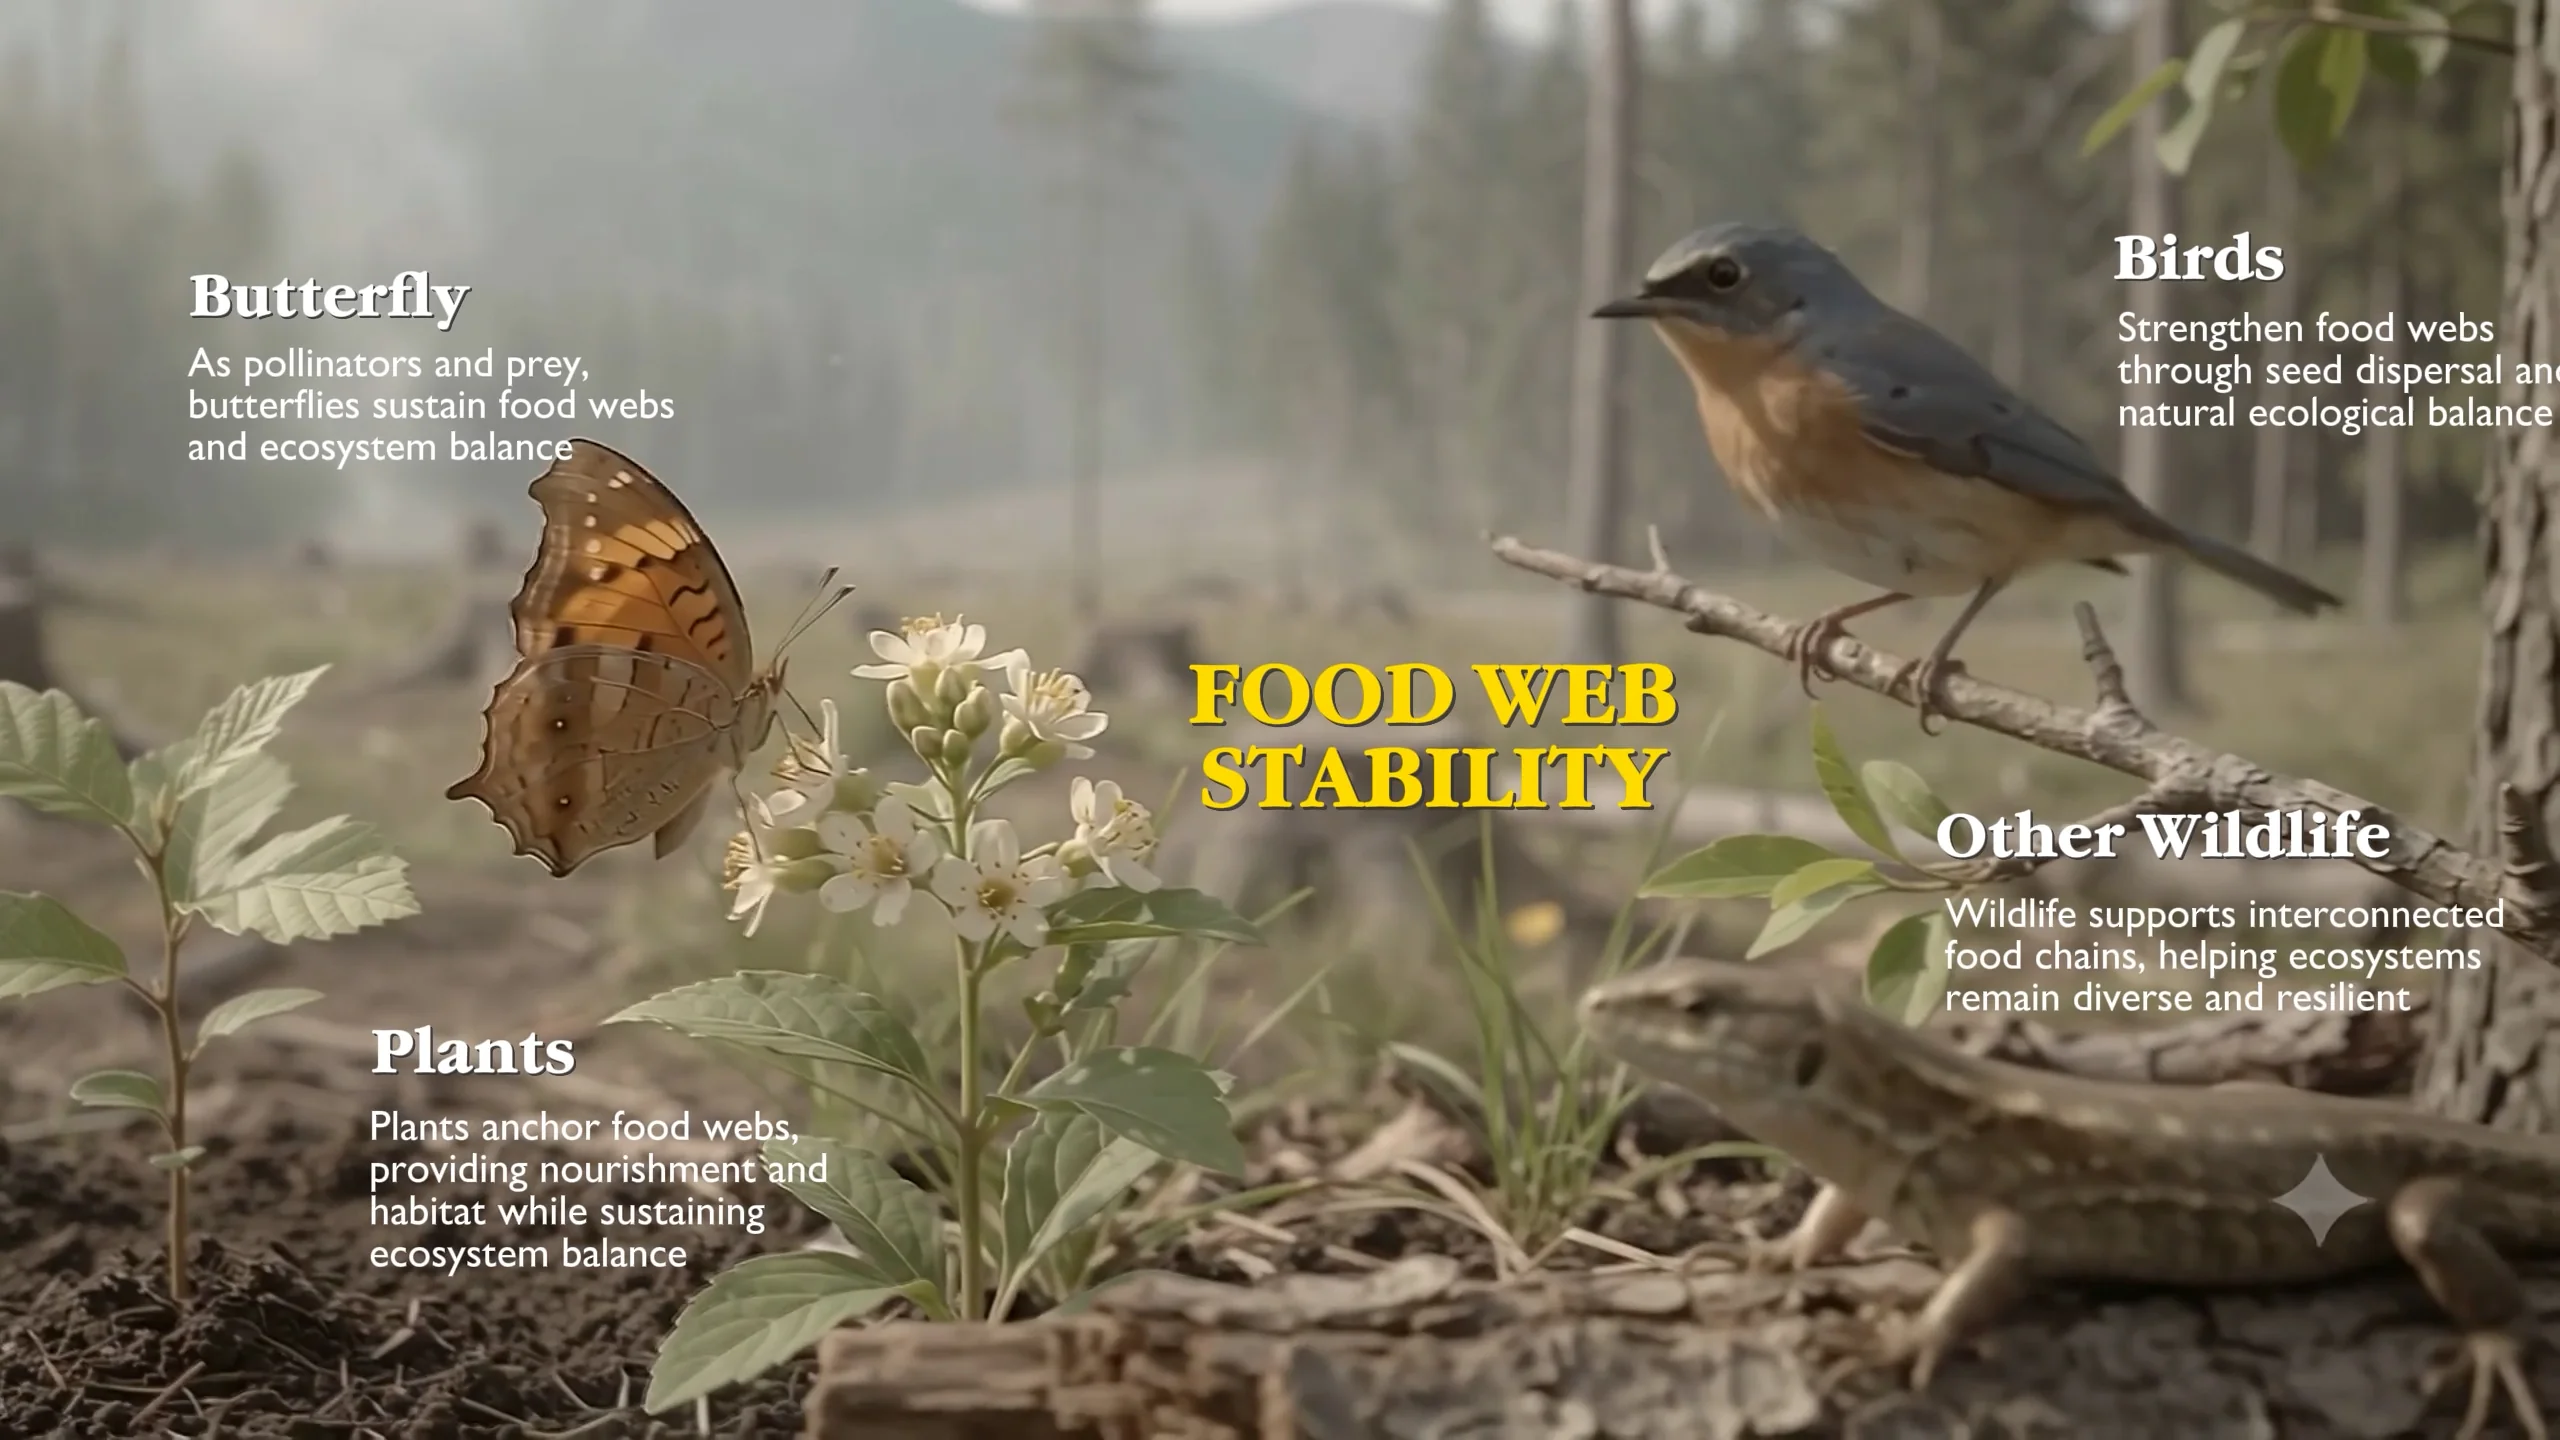 Butterfly
As pollinators and prey,
butterflies sustain food webs
and ecosystem balance
Birds
Strengthen food webs
through seed dispersal an
natural ecological balance
FOOD WEB
STABILITY
Other Wildlife
Wildlife supports interconnected
food chains, helping ecosystems
remain diverse and resilient
Plants
Plants anchor food webs,
providing nourishment and
habitat while sustaining
ecosystem balance